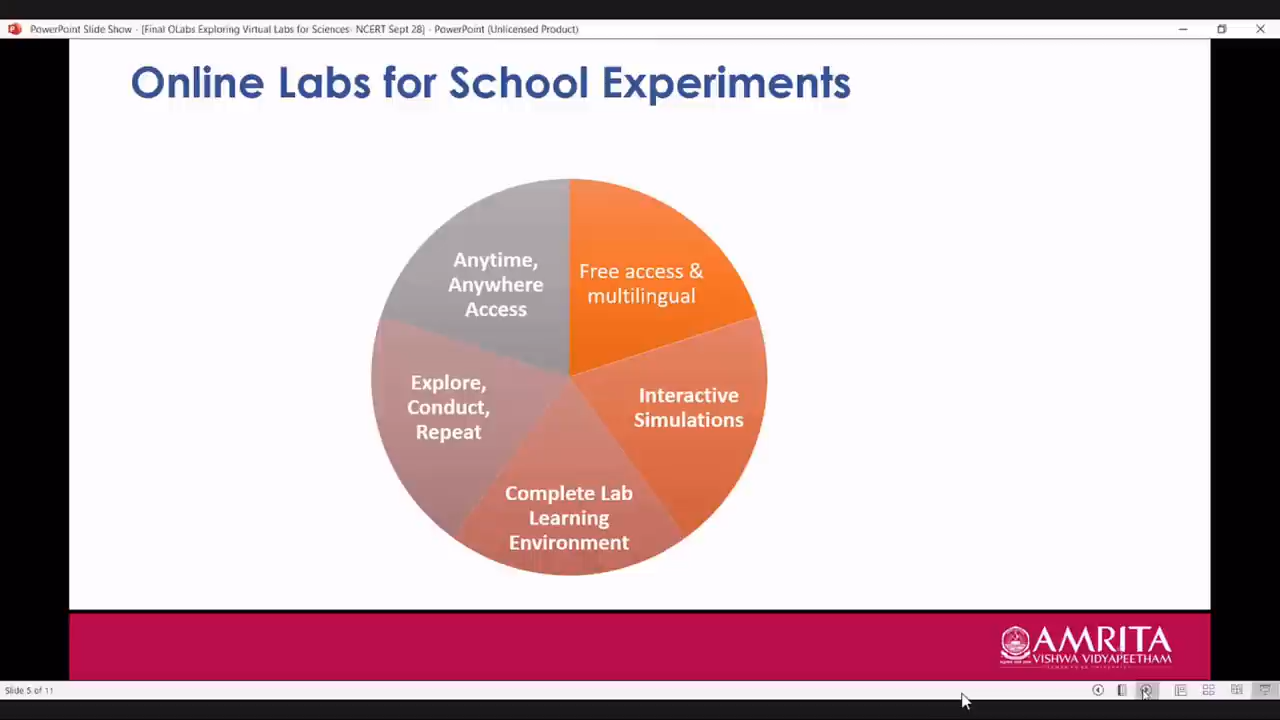 PowerPoint Slide Show - [Final OLabs Exploring Virtual Labs for Sciences- NCERT Sept 28] - PowerPoint (Unlicensed Product)
Online Labs for School Experiments
Anytime,
Anywhere
Access
Free access &
multilingual
Explore,
Conduct,
Repeat
Interactive
Simulations
Complete Lab
Learning
Environment
AMRITA
VISHWA VIDYAPEETHAM
Slide 5 of 11